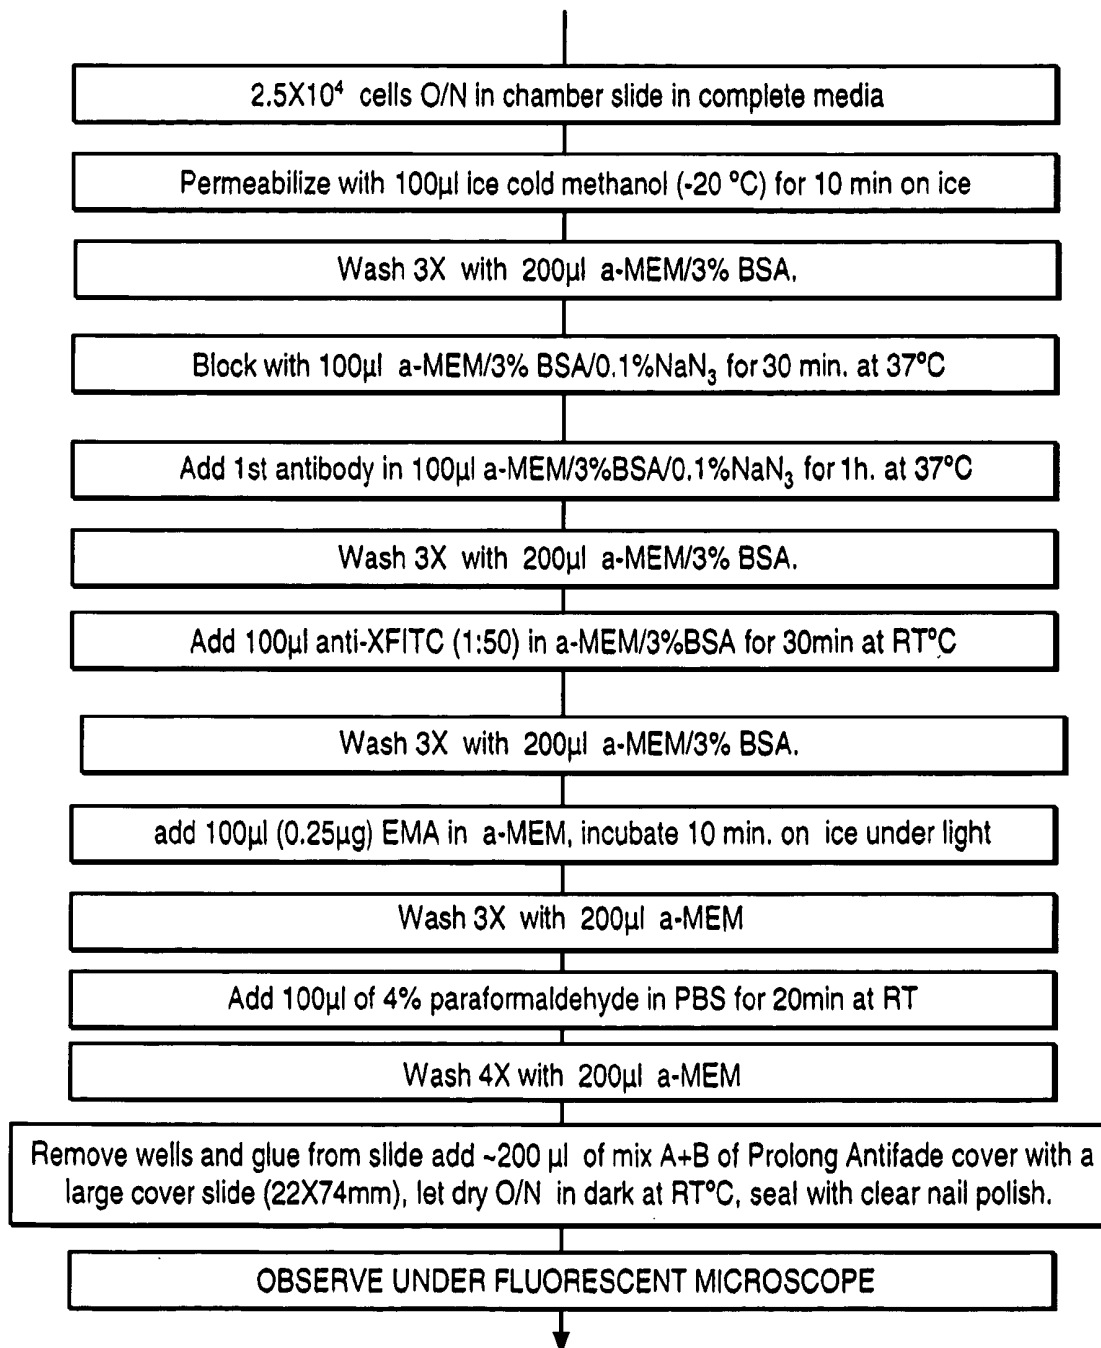 2.5X10⁴ cells O/N in chamber slide in complete media
Permeabilize with 100µl ice cold methanol (-20 ºC) for 10 min on ice
Wash 3X with 200µl a-MEM/3% BSA.
Block with 100µl a-MEM/3% BSA/0.1%NaN₃ for 30 min. at 37ºC
Add 1st antibody in 100µl a-MEM/3%BSA/0.1%NaN₃ for 1h. at 37ºC
Wash 3X with 200µl a-MEM/3% BSA.
Add 100µl anti-XFITC (1:50) in a-MEM/3%BSA for 30min at RTºC
Wash 3X with 200µl a-MEM/3% BSA.
add 100µl (0.25µg) EMA in a-MEM, incubate 10 min. on ice under light
Wash 3X with 200µl a-MEM
Add 100µl of 4% paraformaldehyde in PBS for 20min at RT
Wash 4X with 200µl a-MEM
Remove wells and glue from slide add ~200 µl of mix A+B of Prolong Antifade cover with a
large cover slide (22X74mm), let dry O/N in dark at RTºC, seal with clear nail polish.
OBSERVE UNDER FLUORESCENT MICROSCOPE